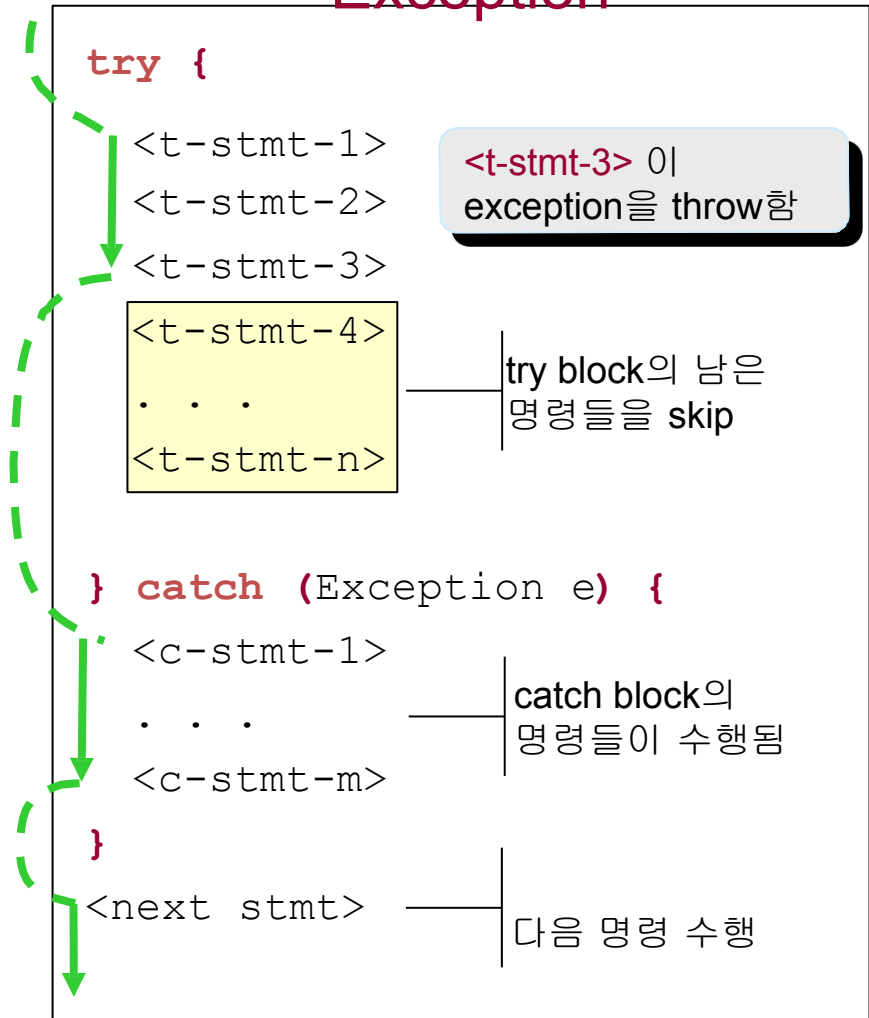 Exception
try {
<t-stmt-1>
<t-stmt-2>
<t-stmt-3>
<t-stmt-3> 이
exception을 throw함
<t-stmt-4>
. . .
<t-stmt-n>
try block의 남은
명령들을 skip
} catch (Exception e) {
<c-stmt-1>
. . .
<c-stmt-m>
catch block의
명령들이 수행됨
}
<next stmt>
다음 명령 수행